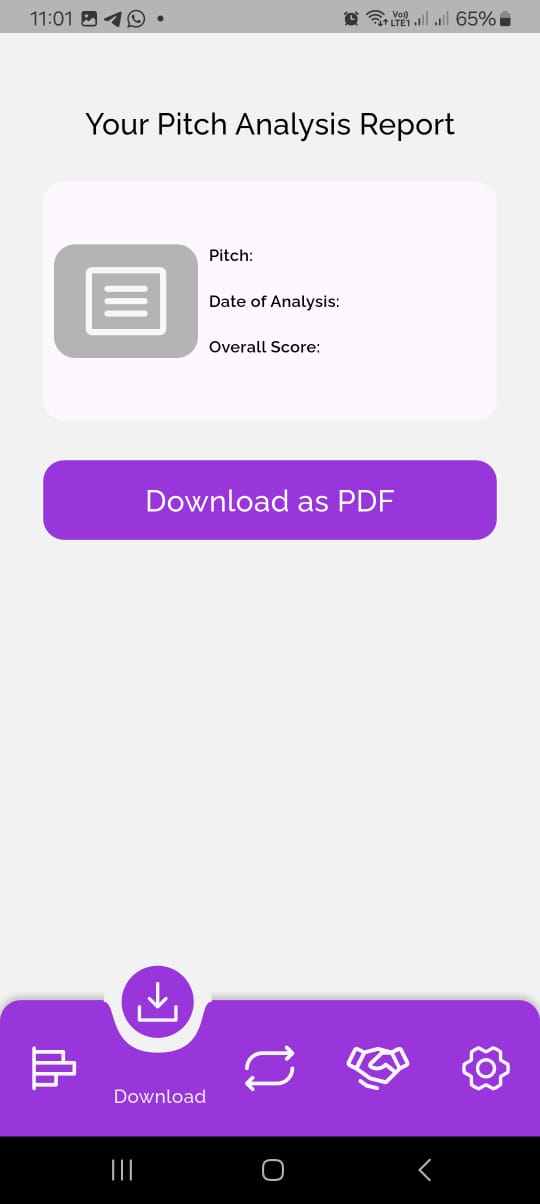 11:01 Vo)) LTE1 65%
Your Pitch Analysis Report
Pitch:
Date of Analysis:
Overall Score:
Download as PDF
Download